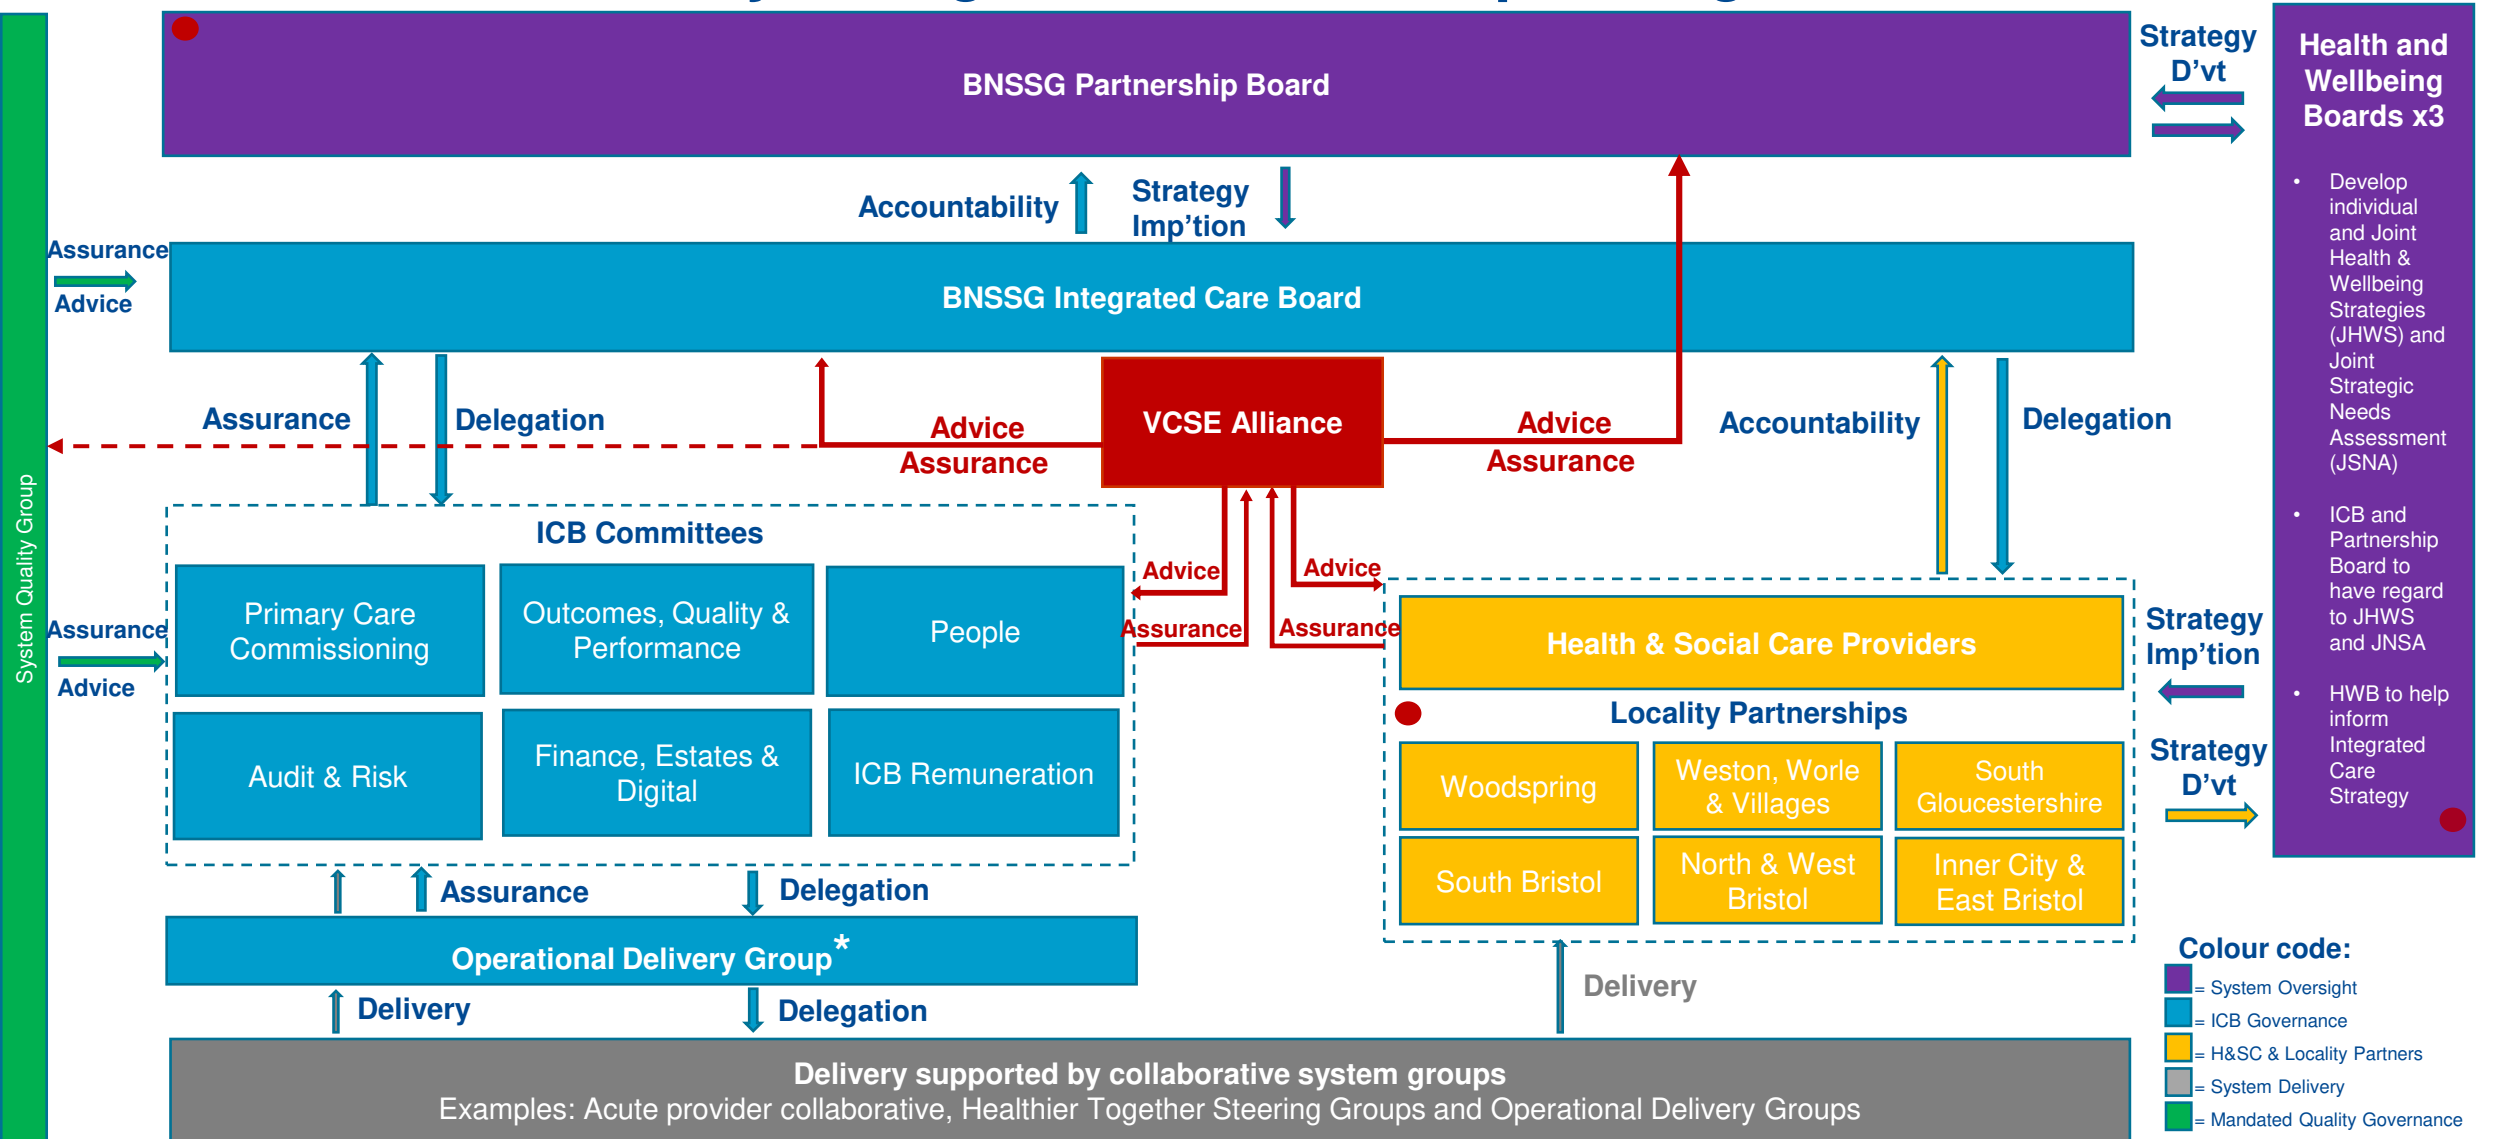 BNSSG Partnership Board
Strategy
D'vt
Health and
Wellbeing
Boards x3
• Develop
individual
and Joint
Health &
Wellbeing
Strategies
(JHWS) and
Joint
Strategic
Needs
Assessment
(JSNA)
• ICB and
Partnership
Board to
have regard
to JHWS
and JNSA
• HWB to help
inform
Integrated
Care
Strategy
Accountability
Strategy
Imp'tion
Assurance
Advice
BNSSG Integrated Care Board
Assurance
Delegation
Advice
Assurance
VCSE Alliance
Advice
Assurance
Accountability
Delegation
System Quality Group
ICB Committees
Primary Care
Commissioning
Outcomes, Quality &
Performance
People
Audit & Risk
Finance, Estates &
Digital
ICB Remuneration
Assurance
Advice
Advice
Assurance
Advice
Assurance
Health & Social Care Providers
Locality Partnerships
Woodspring
Weston, Worle
& Villages
South
Gloucestershire
South Bristol
North & West
Bristol
Inner City &
East Bristol
Strategy
Imp'tion
Strategy
D'vt
Assurance
Delegation
Operational Delivery Group*
Delivery
Delegation
Delivery
Delivery supported by collaborative system groups
Examples: Acute provider collaborative, Healthier Together Steering Groups and Operational Delivery Groups
Colour code:
= System Oversight
= ICB Governance
= H&SC & Locality Partners
= System Delivery
= Mandated Quality Governance